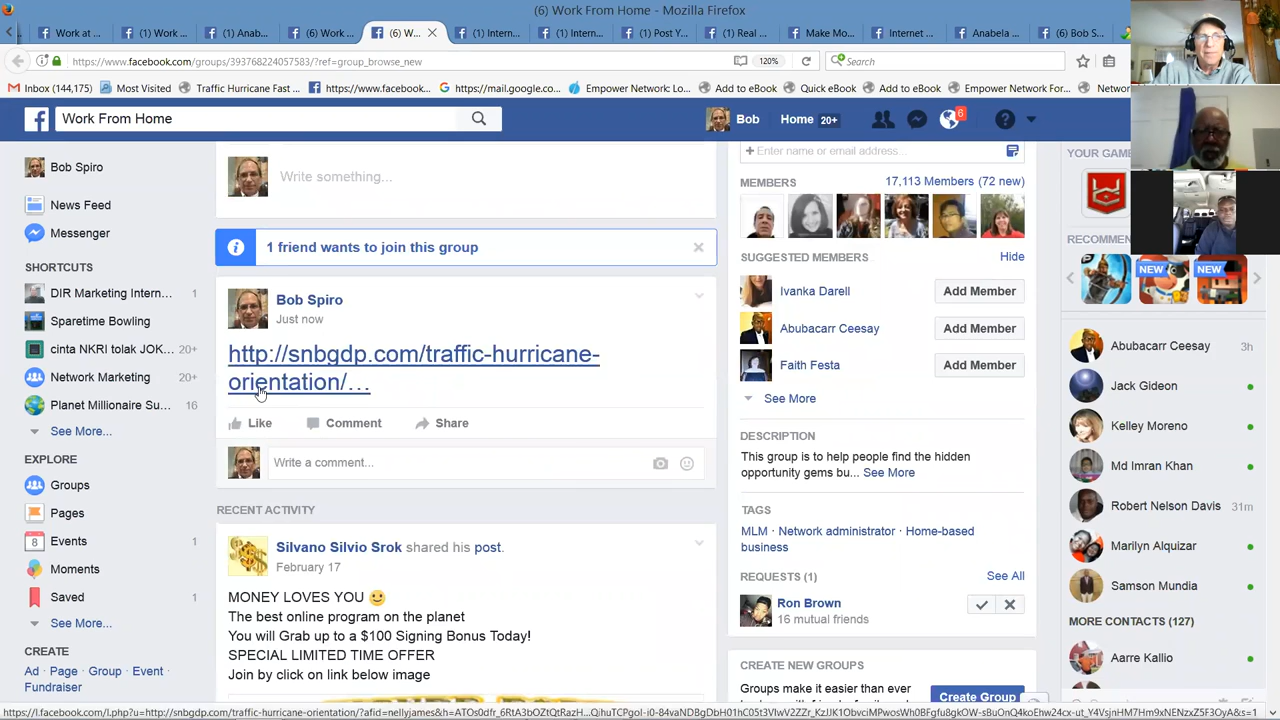 (6) Work From Home - Mozilla Firefox
Work at ...
(1) Work ...
(1) Anab...
(6) Work ...
(6) W...
(1) Intern...
(1) Intern...
(1) Post Y...
(1) Real ...
Make Mo...
Internet ...
Anabela ...
(6) Bob S...
https://www.facebook.com/groups/393768224057583/?ref=group_browse_new
120%
Search
Inbox (144,175)
Most Visited
Traffic Hurricane Fast ...
https://www.facebook...
https://mail.google.co...
Empower Network: Lo...
Add to eBook
Quick eBook
Add to eBook
Empower Network For...
Network
Work From Home
Bob
Home 20+
6
Bob Spiro
News Feed
Messenger
SHORTCUTS
DIR Marketing Intern... 1
Sparetime Bowling
cinta NKRI tolak JOK... 20+
Network Marketing 20+
Planet Millionaire Su... 16
See More...
EXPLORE
Groups
Pages
Events 1
Moments
Saved 1
See More...
CREATE
Ad · Page · Group · Event ·
Fundraiser
Write something...
1 friend wants to join this group
Bob Spiro
Just now
http://snbgdp.com/traffic-hurricane-
orientation/...
Like Comment Share
Write a comment...
RECENT ACTIVITY
Silvano Silvio Srok shared his post.
February 17
MONEY LOVES YOU
The best online program on the planet
You will Grab up to a $100 Signing Bonus Today!
SPECIAL LIMITED TIME OFFER
Join by click on link below image
Enter name or email address...
MEMBERS 17,113 Members (72 new)
SUGGESTED MEMBERS Hide
Ivanka Darell Add Member
Abubacarr Ceesay Add Member
Faith Festa Add Member
See More
DESCRIPTION
This group is to help people find the hidden
opportunity gems bu... See More
TAGS
MLM · Network administrator · Home-based
business
REQUESTS (1) See All
Ron Brown
16 mutual friends
CREATE NEW GROUPS
Groups make it easier than ever
Create Group
YOUR GAM
RECOMMEN
NEW
NEW
Abubacarr Ceesay 3h
Jack Gideon
Kelley Moreno
Md Imran Khan
Robert Nelson Davis 31m
Marilyn Alquizar
Samson Mundia
MORE CONTACTS (127)
Aarre Kallio